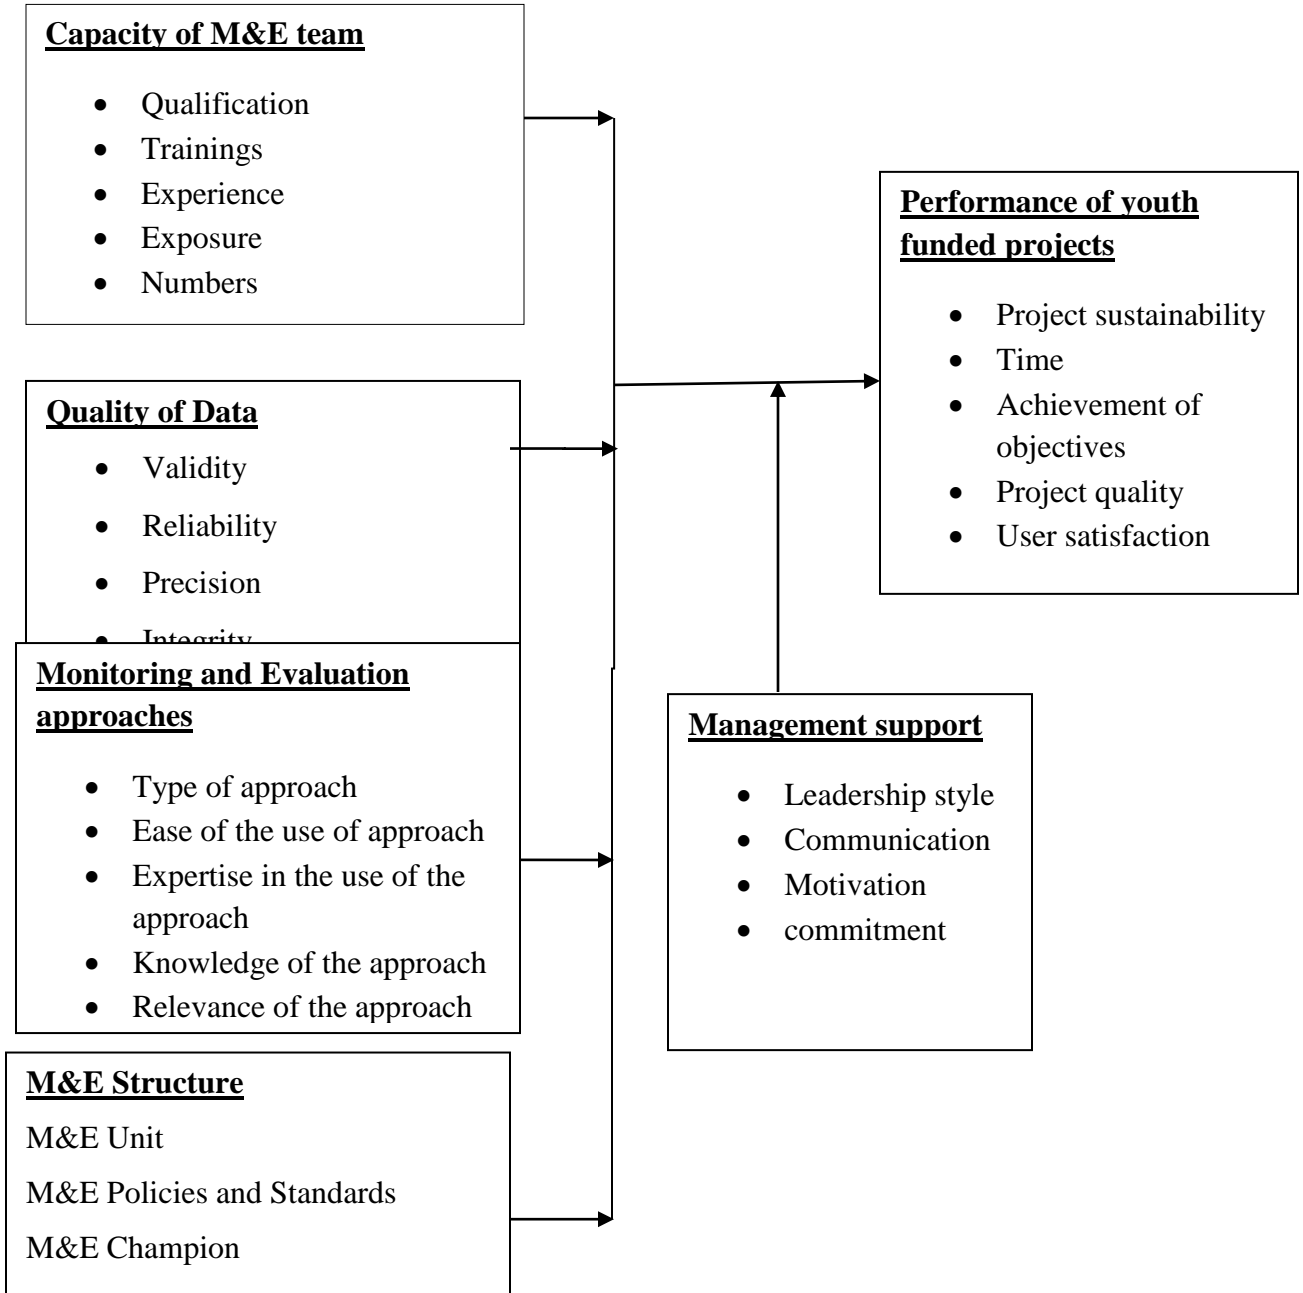 Capacity of M&E team
• Qualification
• Trainings
• Experience
• Exposure
• Numbers
Quality of Data
• Validity
• Reliability
• Precision
• Integrity
Monitoring and Evaluation
approaches
• Type of approach
• Ease of the use of approach
• Expertise in the use of the
approach
• Knowledge of the approach
• Relevance of the approach
M&E Structure
M&E Unit
M&E Policies and Standards
M&E Champion
Performance of youth
funded projects
• Project sustainability
• Time
• Achievement of
objectives
• Project quality
• User satisfaction
Management support
• Leadership style
• Communication
• Motivation
• commitment